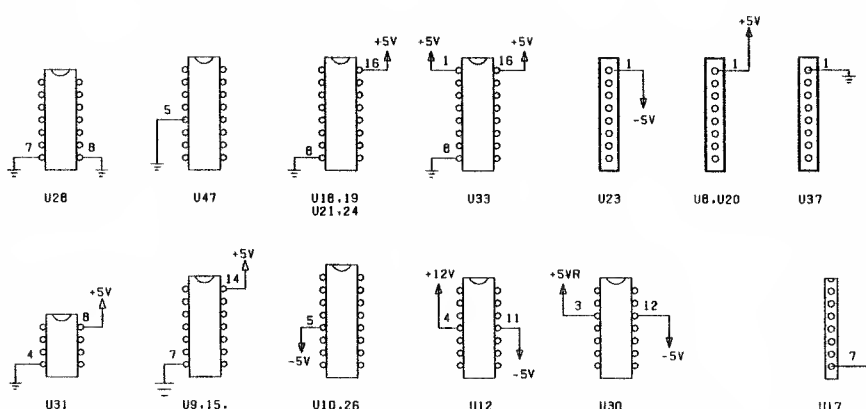 +5V
+5V +5V +5V
16 1 16 1 1 1
5
-5V
7 8 8 8
U28 U47 U18,19 U33 U23 U8,U20 U37
U21,24
+5V
+5V +12V +5VR
14
8 5 4 11 3 12
-5V -5V -5V
4 7 7
U31 U9,15, U10,26 U12 U30 U17